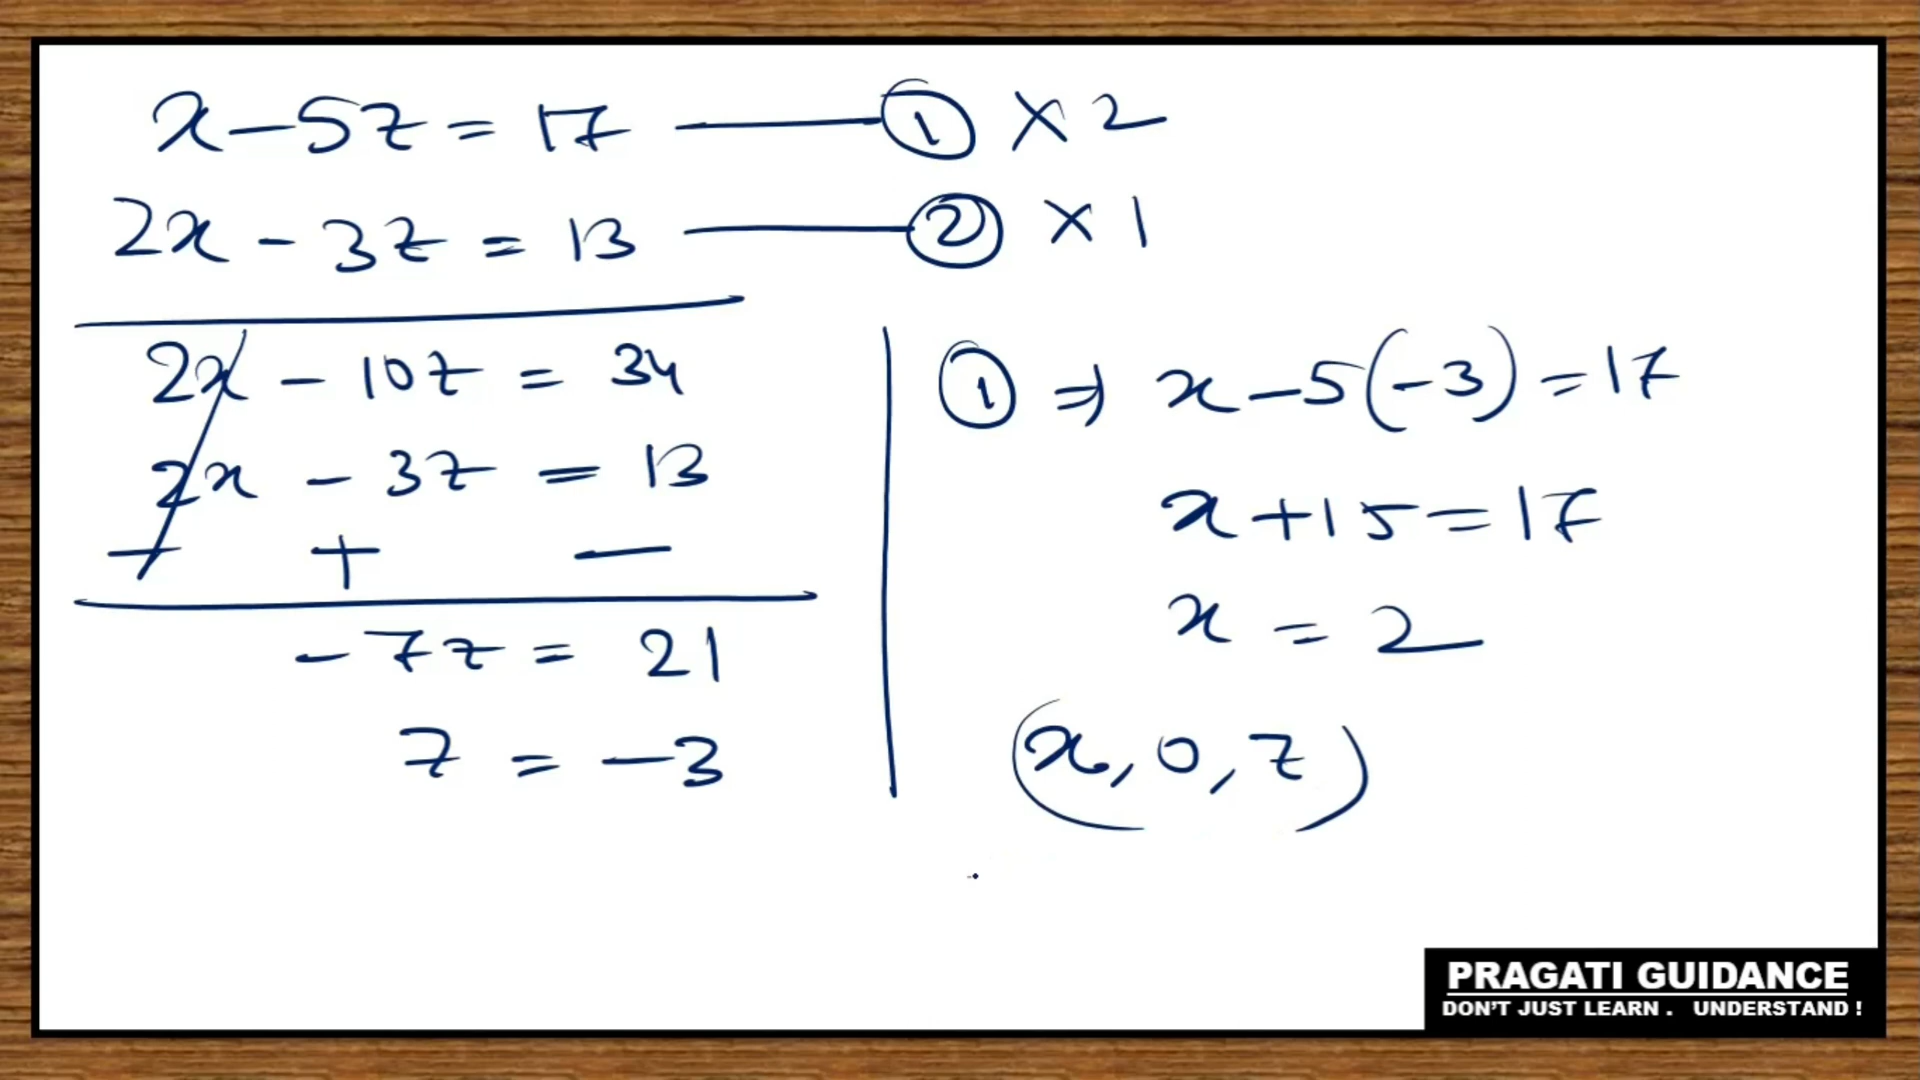 x - 5z = 17 — ① × 2
2x - 3z = 13 — ② × 1
2x - 10z = 34
2x - 3z = 13
- + -
-7z = 21
z = -3
① ⇒ x - 5(-3) = 17
x + 15 = 17
x = 2
(x, 0, z)
PRAGATI GUIDANCE
DON'T JUST LEARN . UNDERSTAND !